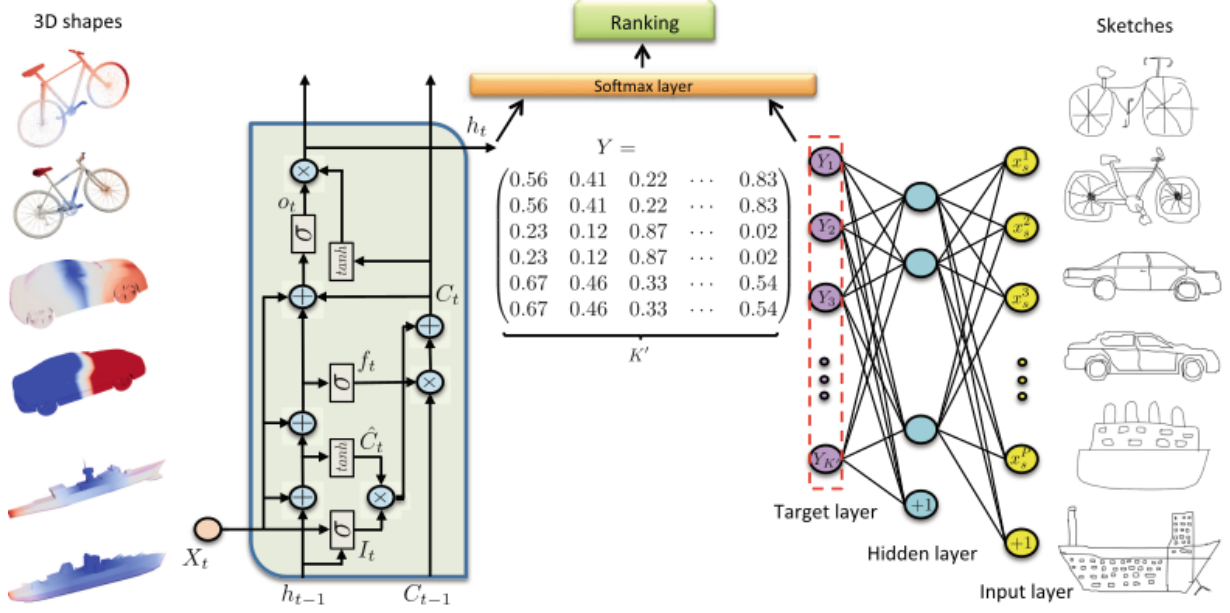 3D shapes
Ranking
Sketches
Softmax layer
h_t
Y =
0.56 0.41 0.22 ··· 0.83
0.56 0.41 0.22 ··· 0.83
0.23 0.12 0.87 ··· 0.02
0.23 0.12 0.87 ··· 0.02
0.67 0.46 0.33 ··· 0.54
0.67 0.46 0.33 ··· 0.54
K'
×
o_t
σ
tanh
+
C_t
+
f_t
σ
×
+
Ĉ_t
tanh
+
×
σ
I_t
X_t
h_{t-1}
C_{t-1}
Y_1
Y_2
Y_3
Y_{K'}
Target layer
+1
Hidden layer
x_s^1
x_s^2
x_s^3
x_s^P
+1
Input layer